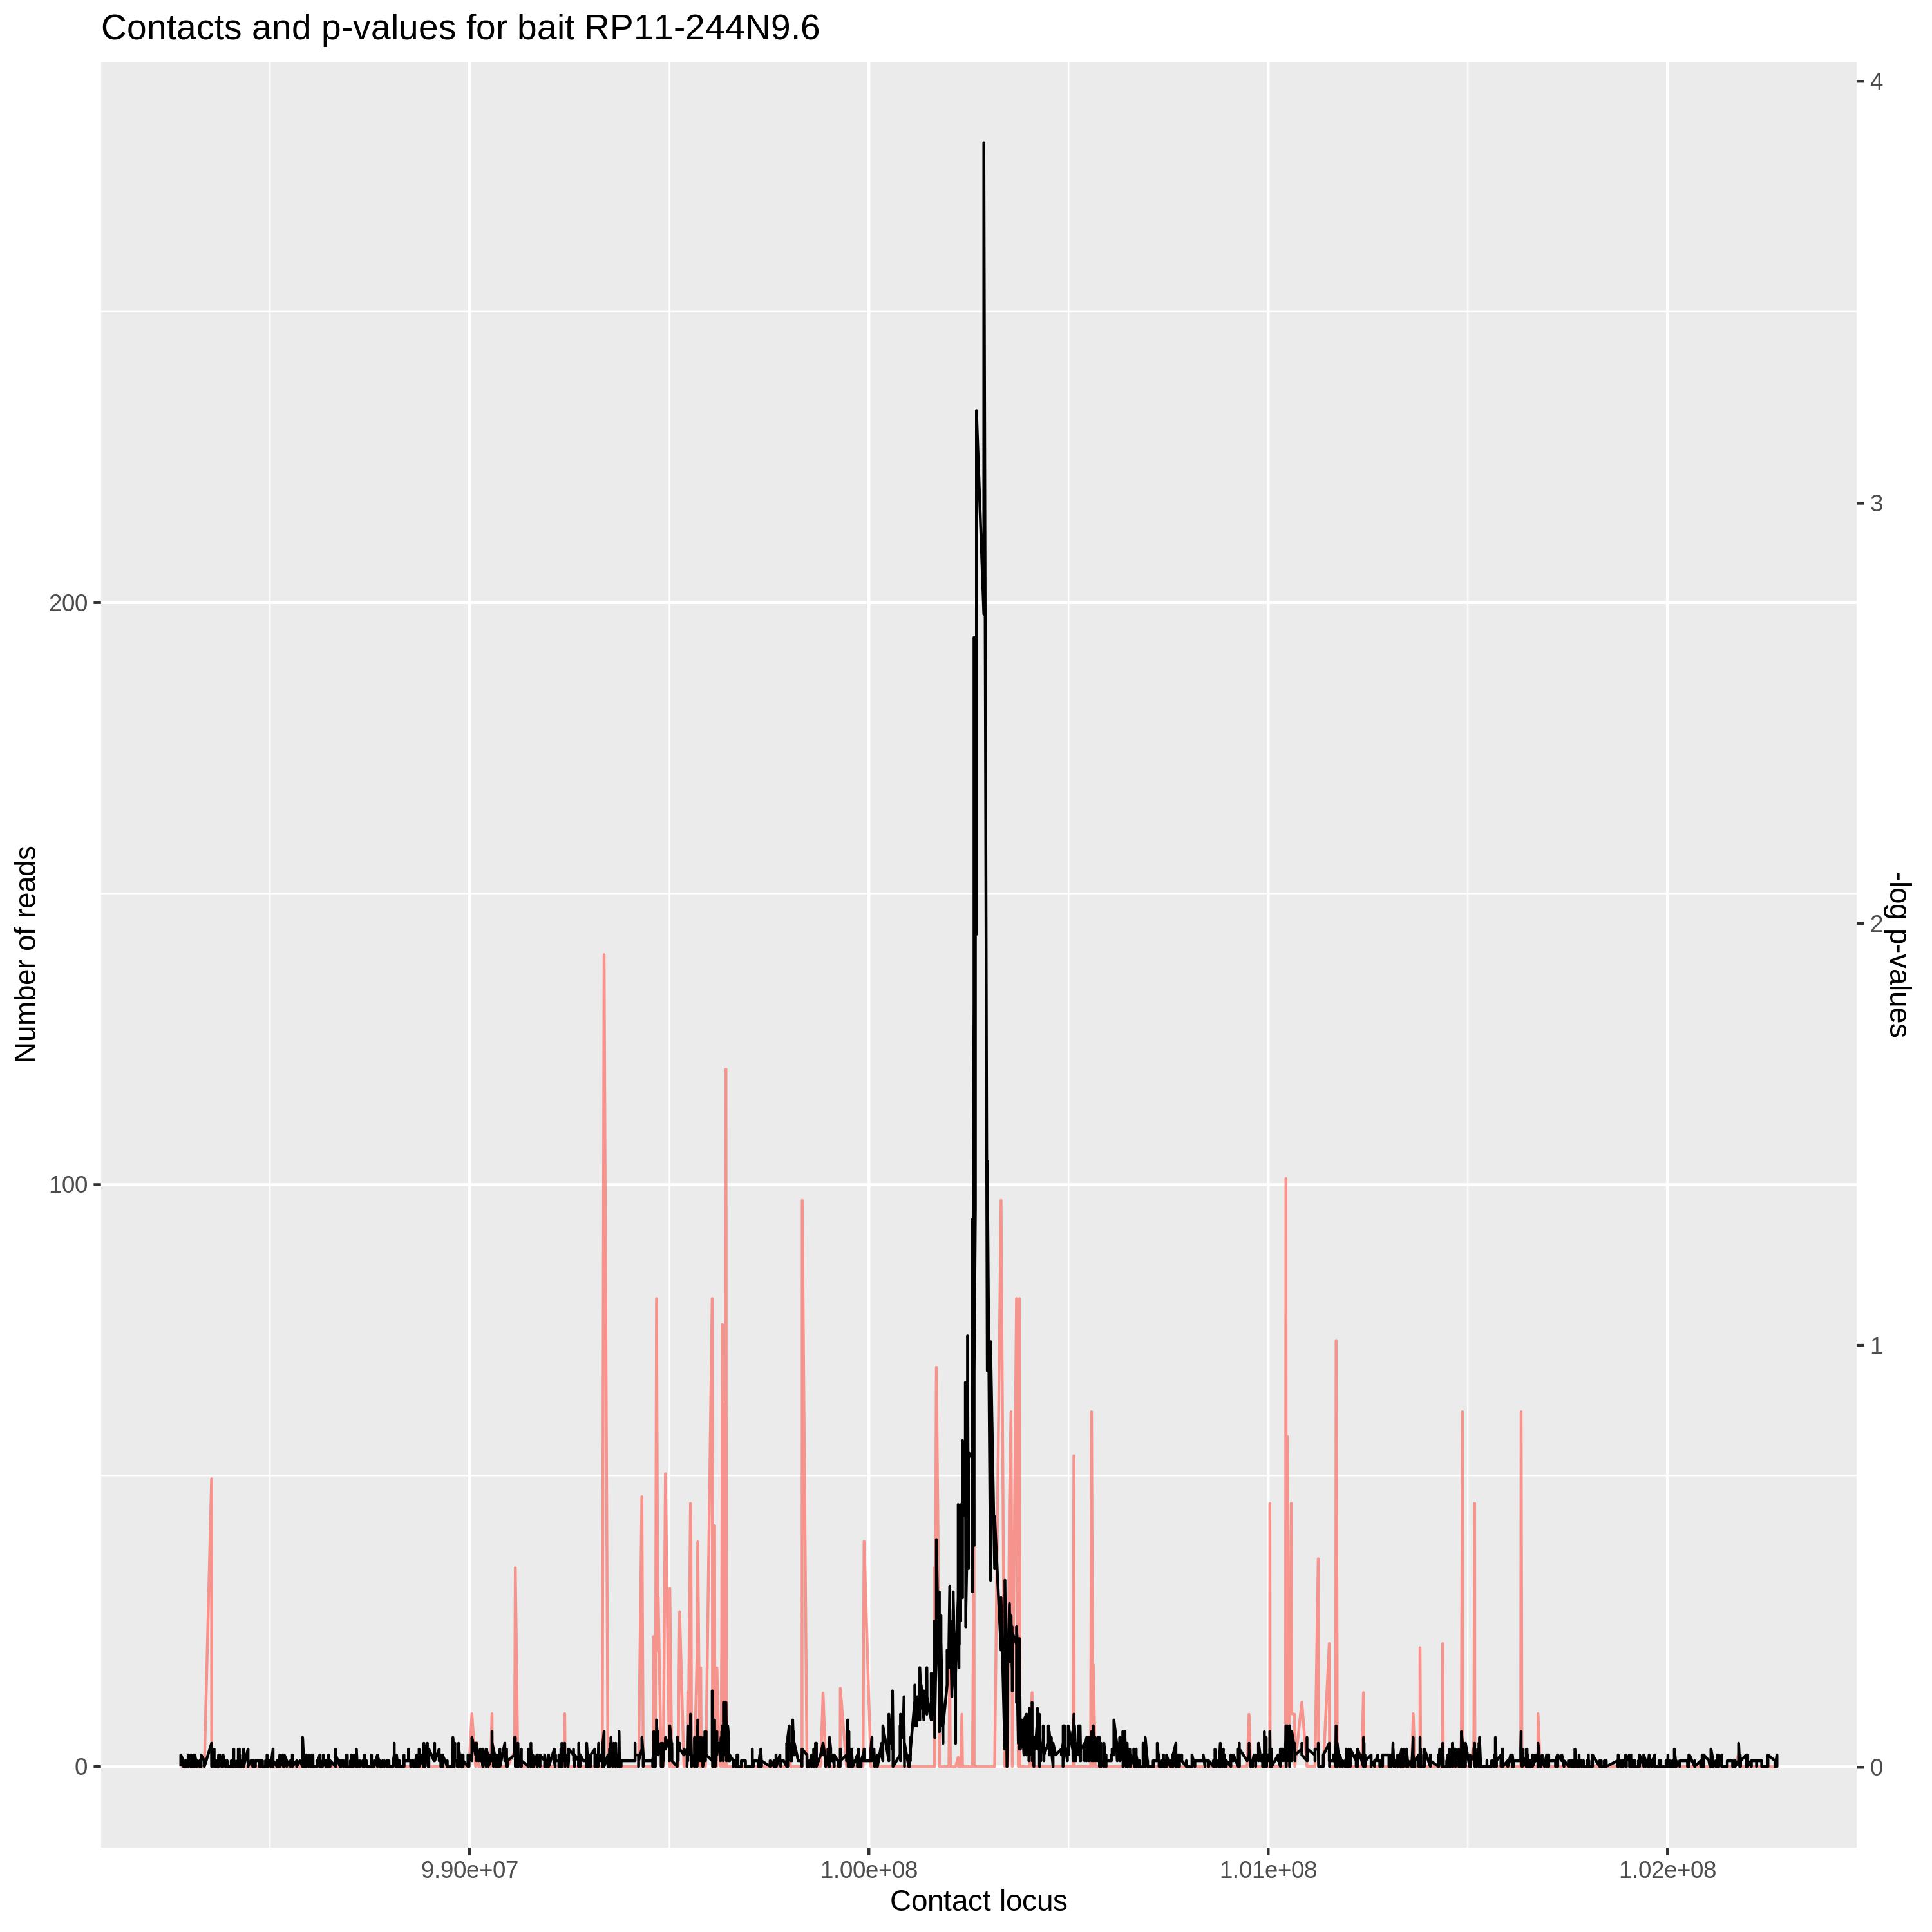 Contacts and p-values for bait RP11-244N9.6
4
3
200
2
Number of reads
-log p-values
100
1
0
0
9.90e+07
1.00e+08
1.01e+08
1.02e+08
Contact locus